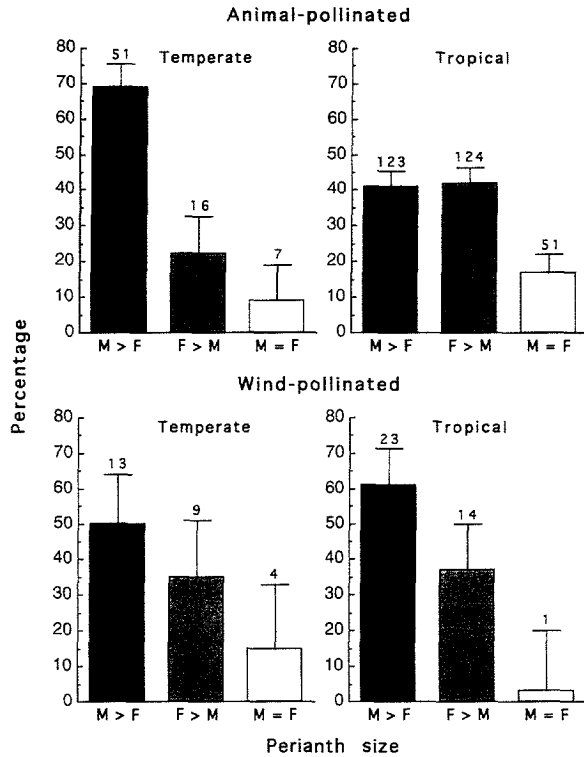 Animal-pollinated
Temperate
Tropical
80
70
60
50
40
30
20
10
0
51
16
7
M > F
F > M
M = F
80
70
60
50
40
30
20
10
0
123
124
51
M > F
F > M
M = F
Percentage
Wind-pollinated
Temperate
Tropical
80
70
60
50
40
30
20
10
0
13
9
4
M > F
F > M
M = F
80
70
60
50
40
30
20
10
0
23
14
1
M > F
F > M
M = F
Perianth size